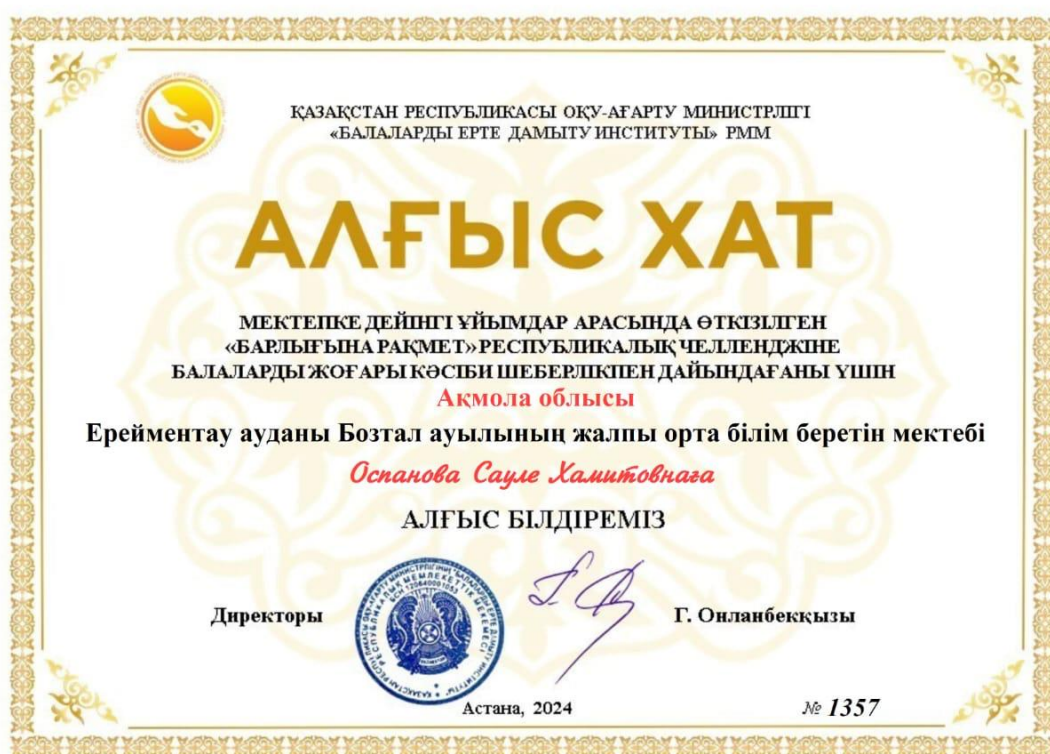 ҚАЗАҚСТАН РЕСПУБЛИКАСЫ ОҚУ-АҒАРТУ МИНИСТРЛІГІ
«БАЛАЛАРДЫ ЕРТЕ ДАМЫТУ ИНСТИТУТЫ» РММ
АЛҒЫС ХАТ
МЕКТЕПКЕ ДЕЙІНГІ ҰЙЫМДАР АРАСЫНДА ӨТКІЗІЛГЕН
«БАРЛЫҒЫНА РАҚМЕТ» РЕСПУБЛИКАЛЫҚ ЧЕЛЛЕНДЖІНЕ
БАЛАЛАРДЫ ЖОҒАРЫ КӘСІБИ ШЕБЕРЛІКПЕН ДАЙЫНДАҒАНЫ ҮШІН
Ақмола облысы
Ерейментау ауданы Бозтал ауылының жалпы орта білім беретін мектебі
Оспанова Сауле Хамитовнаға
АЛҒЫС БІЛДІРЕМІЗ
Директоры
Г. Онланбекқызы
Астана, 2024
№ 1357